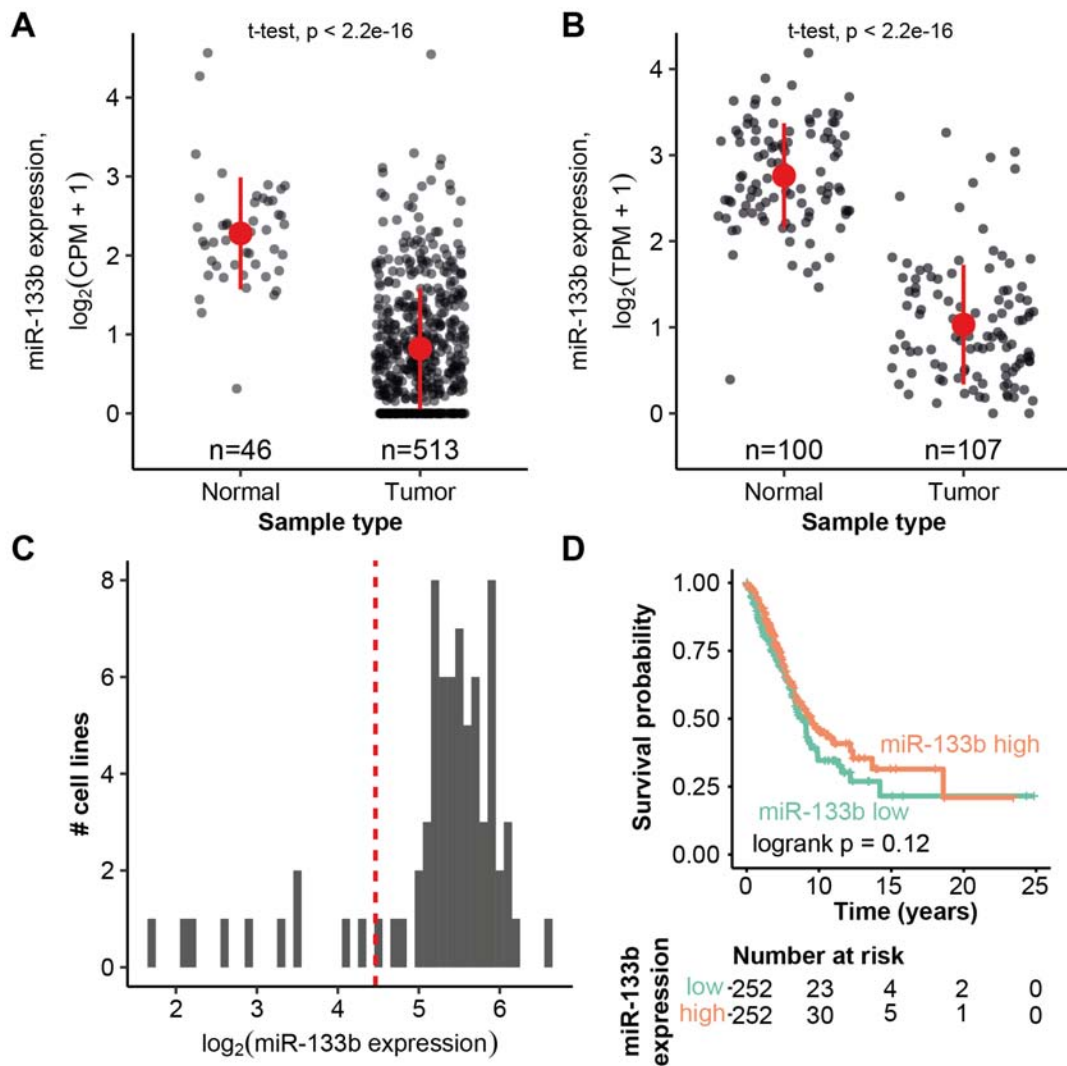 A
t-test, p < 2.2e-16
miR-133b expression,
log2(CPM + 1)
4
3
2
1
0
n=46
n=513
Normal
Tumor
Sample type
B
t-test, p < 2.2e-16
miR-133b expression,
log2(TPM + 1)
4
3
2
1
0
n=100
n=107
Normal
Tumor
Sample type
C
# cell lines
8
6
4
2
0
2 3 4 5 6
log2(miR-133b expression)
D
Survival probability
1.00
0.75
0.50
0.25
0.00
miR-133b high
miR-133b low
logrank p = 0.12
0 10 15 20 25
Time (years)
miR-133b
expression
Number at risk
low 252 23 4 2 0
high 252 30 5 1 0